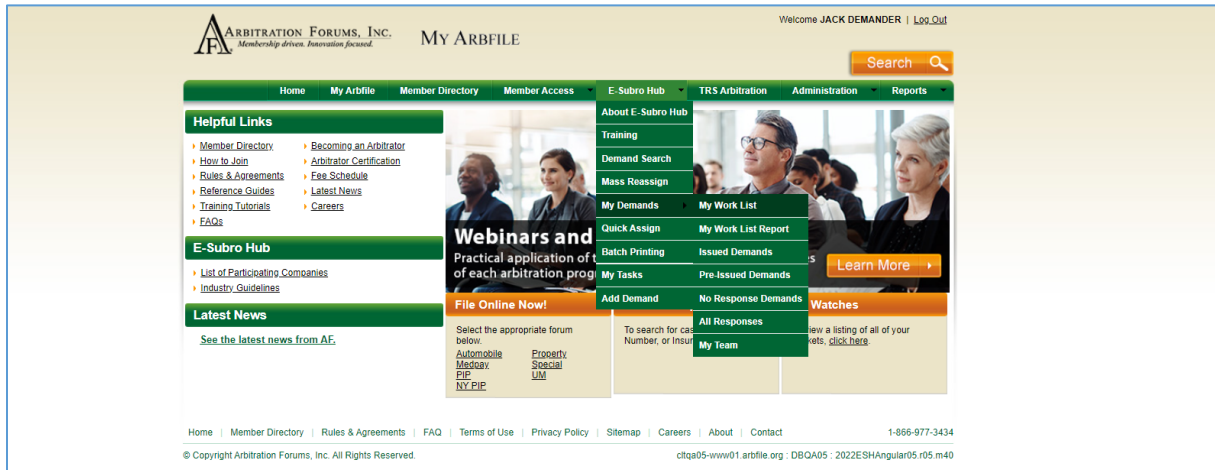 Welcome JACK DEMANDER | Log Out
ARBITRATION FORUMS, INC.
Membership driven. Innovation focused.
AF
MY ARBFILE
Search
Home My Arbfile Member Directory Member Access E-Subro Hub TRS Arbitration Administration Reports
About E-Subro Hub
Training
Demand Search
Mass Reassign
My Demands
Quick Assign
Batch Printing
My Tasks
Add Demand
My Work List
My Work List Report
Issued Demands
Pre-Issued Demands
No Response Demands
All Responses
My Team
Helpful Links
Member Directory
How to Join
Rules & Agreements
Reference Guides
Training Tutorials
FAQs
Becoming an Arbitrator
Arbitrator Certification
Fee Schedule
Latest News
Careers
E-Subro Hub
List of Participating Companies
Industry Guidelines
Latest News
See the latest news from AF.
Webinars and
Practical application of t
of each arbitration prog
Learn More
File Online Now!
Select the appropriate forum
below.
Automobile
Medpay
PIP
NY PIP
Property
Special
UM
To search for cas
Number, or Insur
Watches
iew a listing of all of your
kets, click here.
Home | Member Directory | Rules & Agreements | FAQ | Terms of Use | Privacy Policy | Sitemap | Careers | About | Contact 1-866-977-3434
© Copyright Arbitration Forums, Inc. All Rights Reserved. cltqa05-www01.arbfile.org : DBQA05 : 2022ESHAngular05.r05.m40